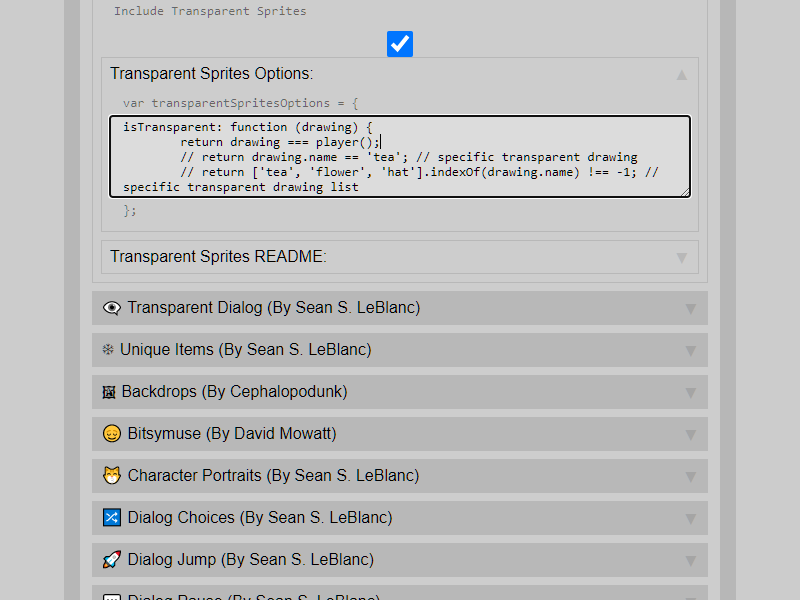 Include Transparent Sprites
Transparent Sprites Options:
var transparentSpritesOptions = {
isTransparent: function (drawing) {
return drawing === player();
// return drawing.name == 'tea'; // specific transparent drawing
// return ['tea', 'flower', 'hat'].indexOf(drawing.name) !== -1; //
specific transparent drawing list
};
Transparent Sprites README:
Transparent Dialog (By Sean S. LeBlanc)
Unique Items (By Sean S. LeBlanc)
Backdrops (By Cephalopodunk)
Bitsymuse (By David Mowatt)
Character Portraits (By Sean S. LeBlanc)
Dialog Choices (By Sean S. LeBlanc)
Dialog Jump (By Sean S. LeBlanc)
Dialog Pause (By Sean S. LeBlanc)